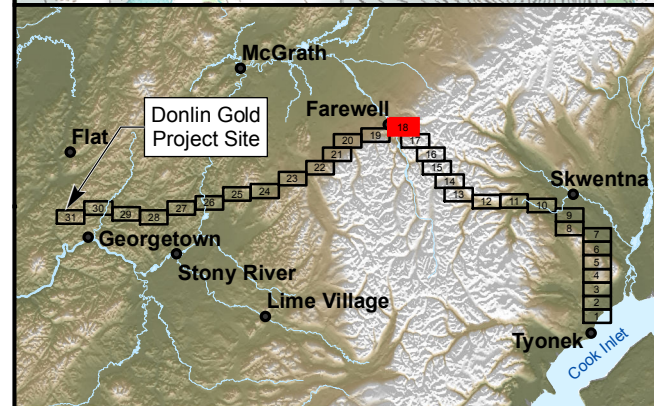 McGrath
Farewell
Donlin Gold
Project Site
Flat
18
20
19
17
21
16
22
15
Skwentna
23
14
24
13
25
12
11
10
26
9
27
30
29
28
31
8
7
Georgetown
6
Stony River
5
4
3
Lime Village
2
1
Tyonek
Cook Inlet